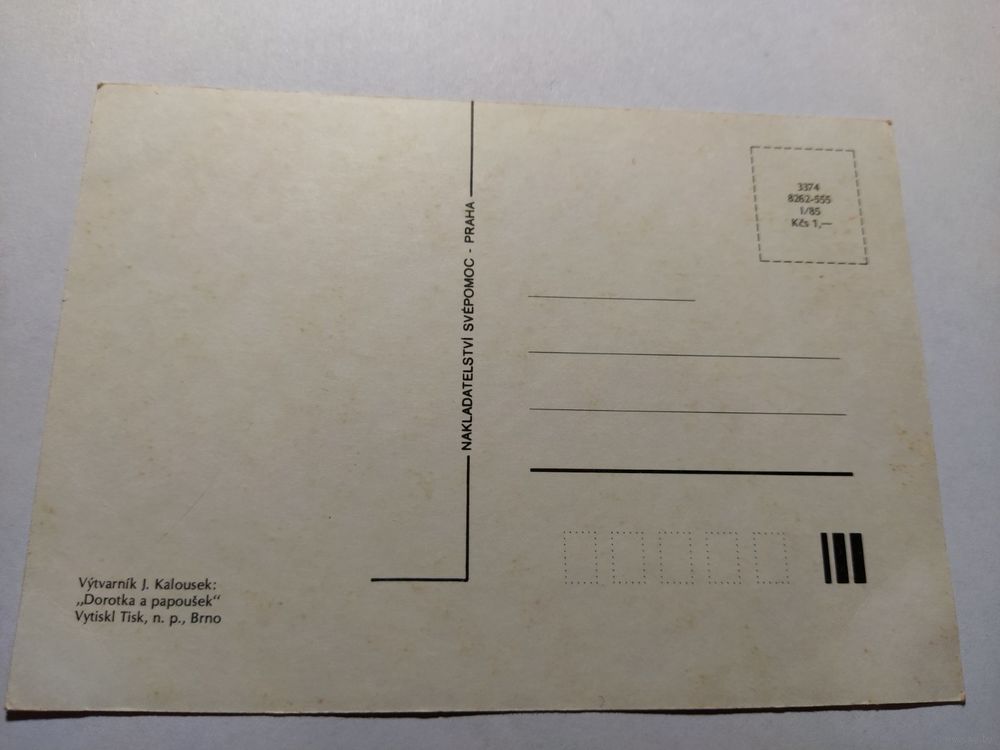 3374
8262-555
1/85
Kčs 1,—
NAKLADATELSTVÍ SVÉPOMOC - PRAHA
Výtvarník J. Kalousek:
„Dorotka a papoušek“
Vytiskl Tisk, n. p., Brno